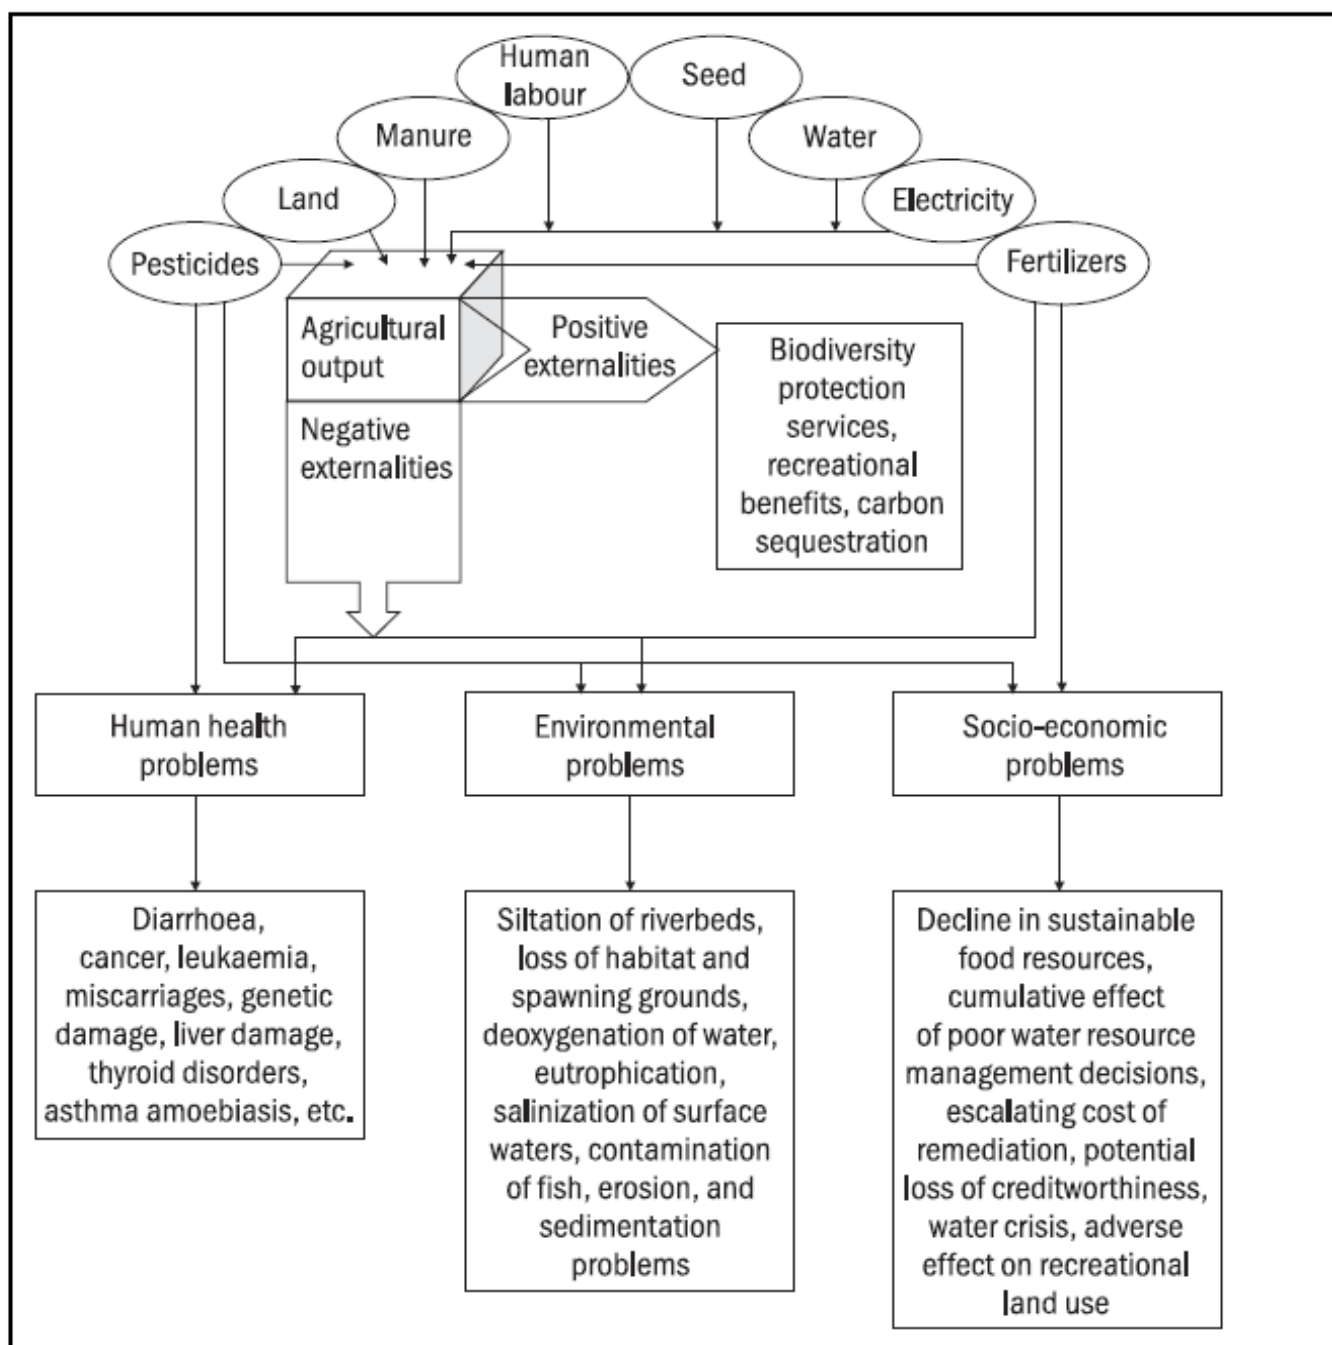 Human
labour
Seed
Manure
Water
Land
Electricity
Pesticides
Fertilizers
Agricultural
output
Positive
externalities
Negative
externalities
Biodiversity
protection
services,
recreational
benefits, carbon
sequestration
Human health
problems
Environmental
problems
Socio-economic
problems
Diarrhoea,
cancer, leukaemia,
miscarriages, genetic
damage, liver damage,
thyroid disorders,
asthma amoebiasis, etc.
Siltation of riverbeds,
loss of habitat and
spawning grounds,
deoxygenation of water,
eutrophication,
salinization of surface
waters, contamination
of fish, erosion, and
sedimentation
problems
Decline in sustainable
food resources,
cumulative effect
of poor water resource
management decisions,
escalating cost of
remediation, potential
loss of creditworthiness,
water crisis, adverse
effect on recreational
land use